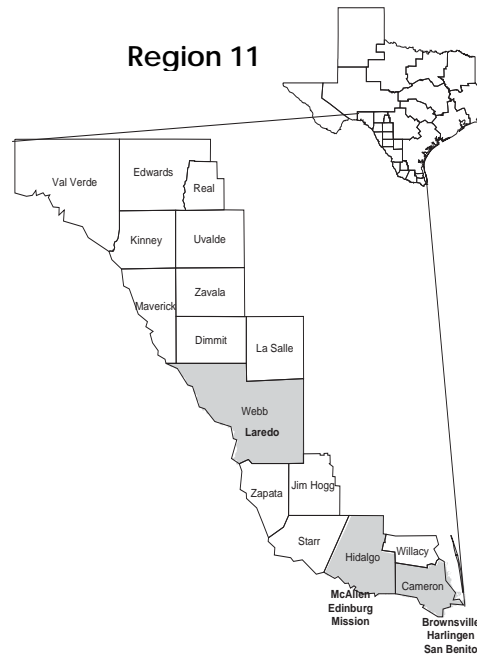 Region 11
Val Verde
Edwards
Real
Kinney
Uvalde
Maverick
Zavala
Dimmit
La Salle
Webb
Laredo
Zapata
Jim Hogg
Starr
Hidalgo
Willacy
Cameron
McAllen
Edinburg
Mission
Brownsville
Harlingen
San Benito